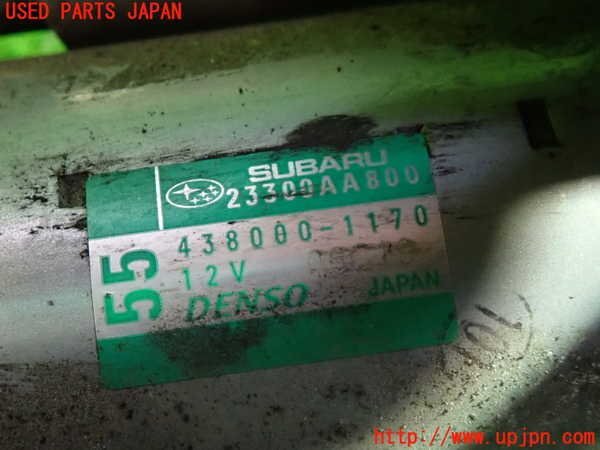 USED PARTS JAPAN
SUBARU
23300AA800
55
438000-1170
12V
DENSO JAPAN
http://www.upjpn.com/